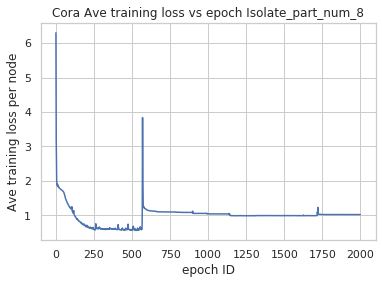 Cora Ave training loss vs epoch Isolate_part_num_8
Ave training loss per node
6
5
4
3
2
1
0 250 500 750 1000 1250 1500 1750 2000
epoch ID